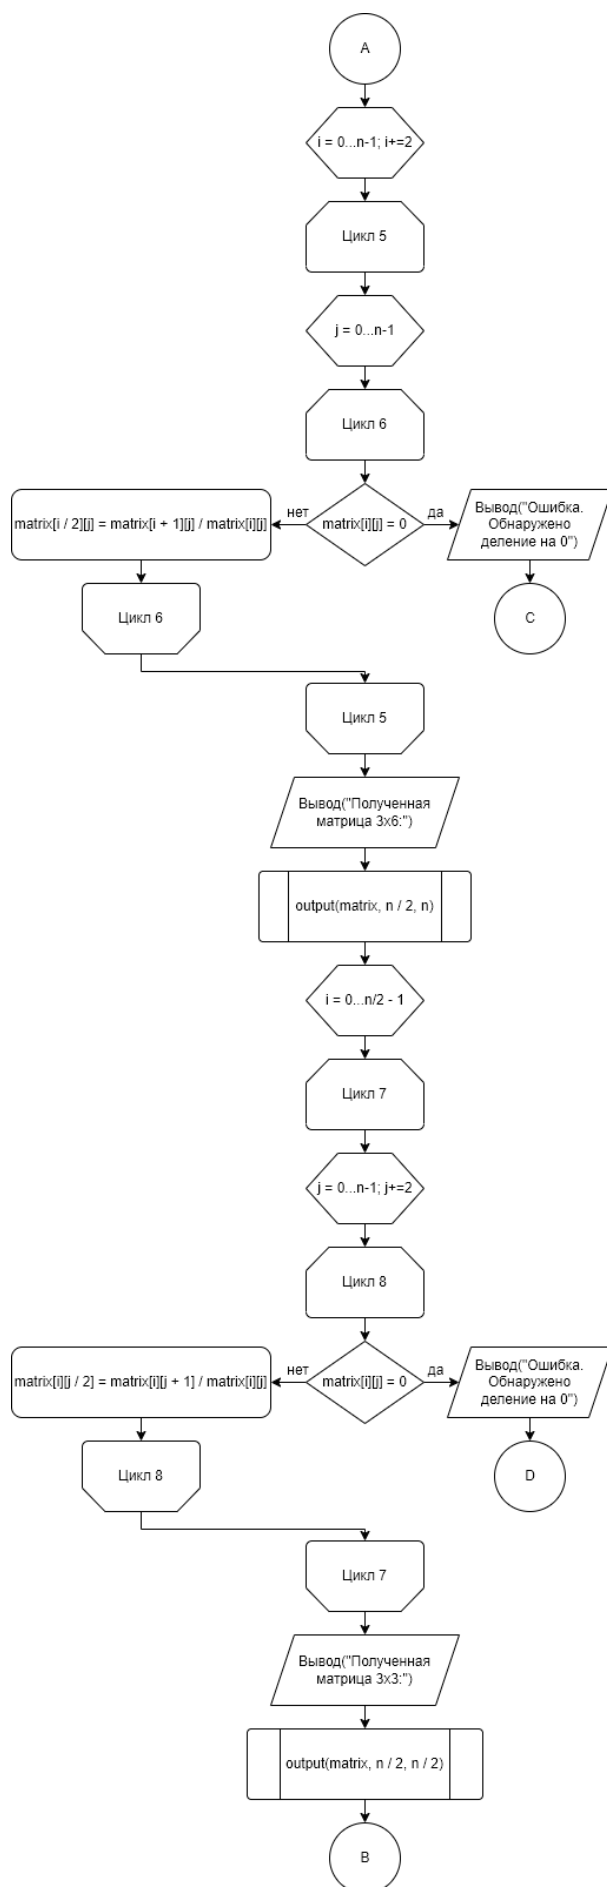 A
i = 0...n-1; i+=2
Цикл 5
j = 0...n-1
Цикл 6
нет
да
matrix[i / 2][j] = matrix[i + 1][j] / matrix[i][j]
matrix[i][j] = 0
Вывод("Ошибка.
Обнаружено
деление на 0")
Цикл 6
C
Цикл 5
Вывод("Полученная
матрица 3x6:")
output(matrix, n / 2, n)
i = 0...n/2 - 1
Цикл 7
j = 0...n-1; j+=2
Цикл 8
нет
да
matrix[i][j / 2] = matrix[i][j + 1] / matrix[i][j]
matrix[i][j] = 0
Вывод("Ошибка.
Обнаружено
деление на 0")
Цикл 8
D
Цикл 7
Вывод("Полученная
матрица 3x3:")
output(matrix, n / 2, n / 2)
B